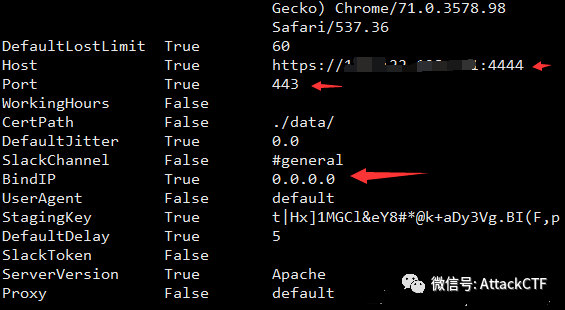 Gecko) Chrome/71.0.3578.98
Safari/537.36
DefaultLostLimit True 60
Host True https://1 :4444
Port True 443
WorkingHours False
CertPath False ./data/
DefaultJitter True 0.0
SlackChannel False #general
BindIP True 0.0.0.0
UserAgent False default
StagingKey True t|Hx]1MGCl&eY8#*@k+aDy3Vg.BI(F,p
DefaultDelay True 5
SlackToken False
ServerVersion True Apache
Proxy False default
微信号: AttackCTF